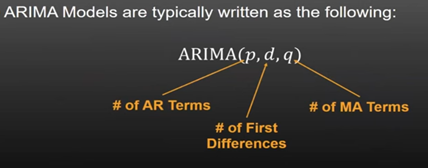 ARIMA Models are typically written as the following:
ARIMA(p, d, q)
# of AR Terms
# of MA Terms
# of First
Differences